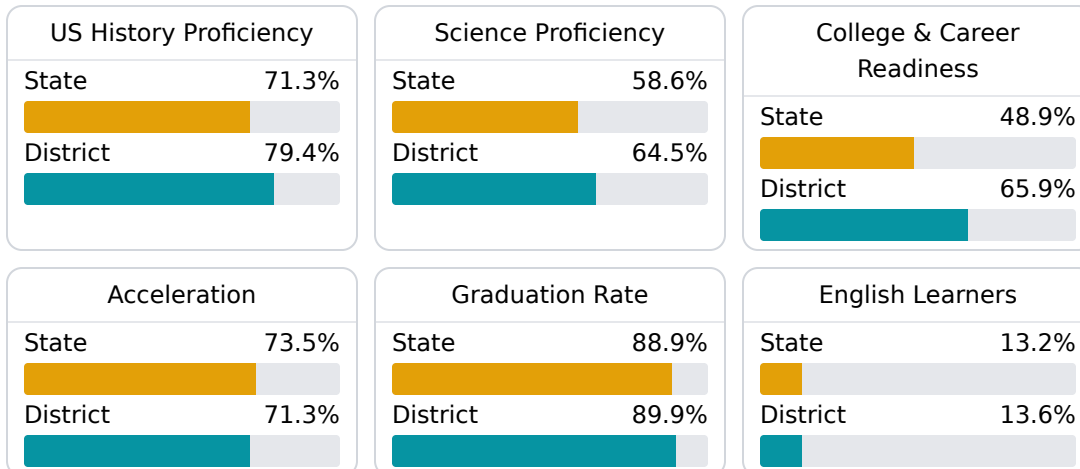 US History Proficiency
State 71.3%
District 79.4%
Science Proficiency
State 58.6%
District 64.5%
College & Career
Readiness
State 48.9%
District 65.9%
Acceleration
State 73.5%
District 71.3%
Graduation Rate
State 88.9%
District 89.9%
English Learners
State 13.2%
District 13.6%